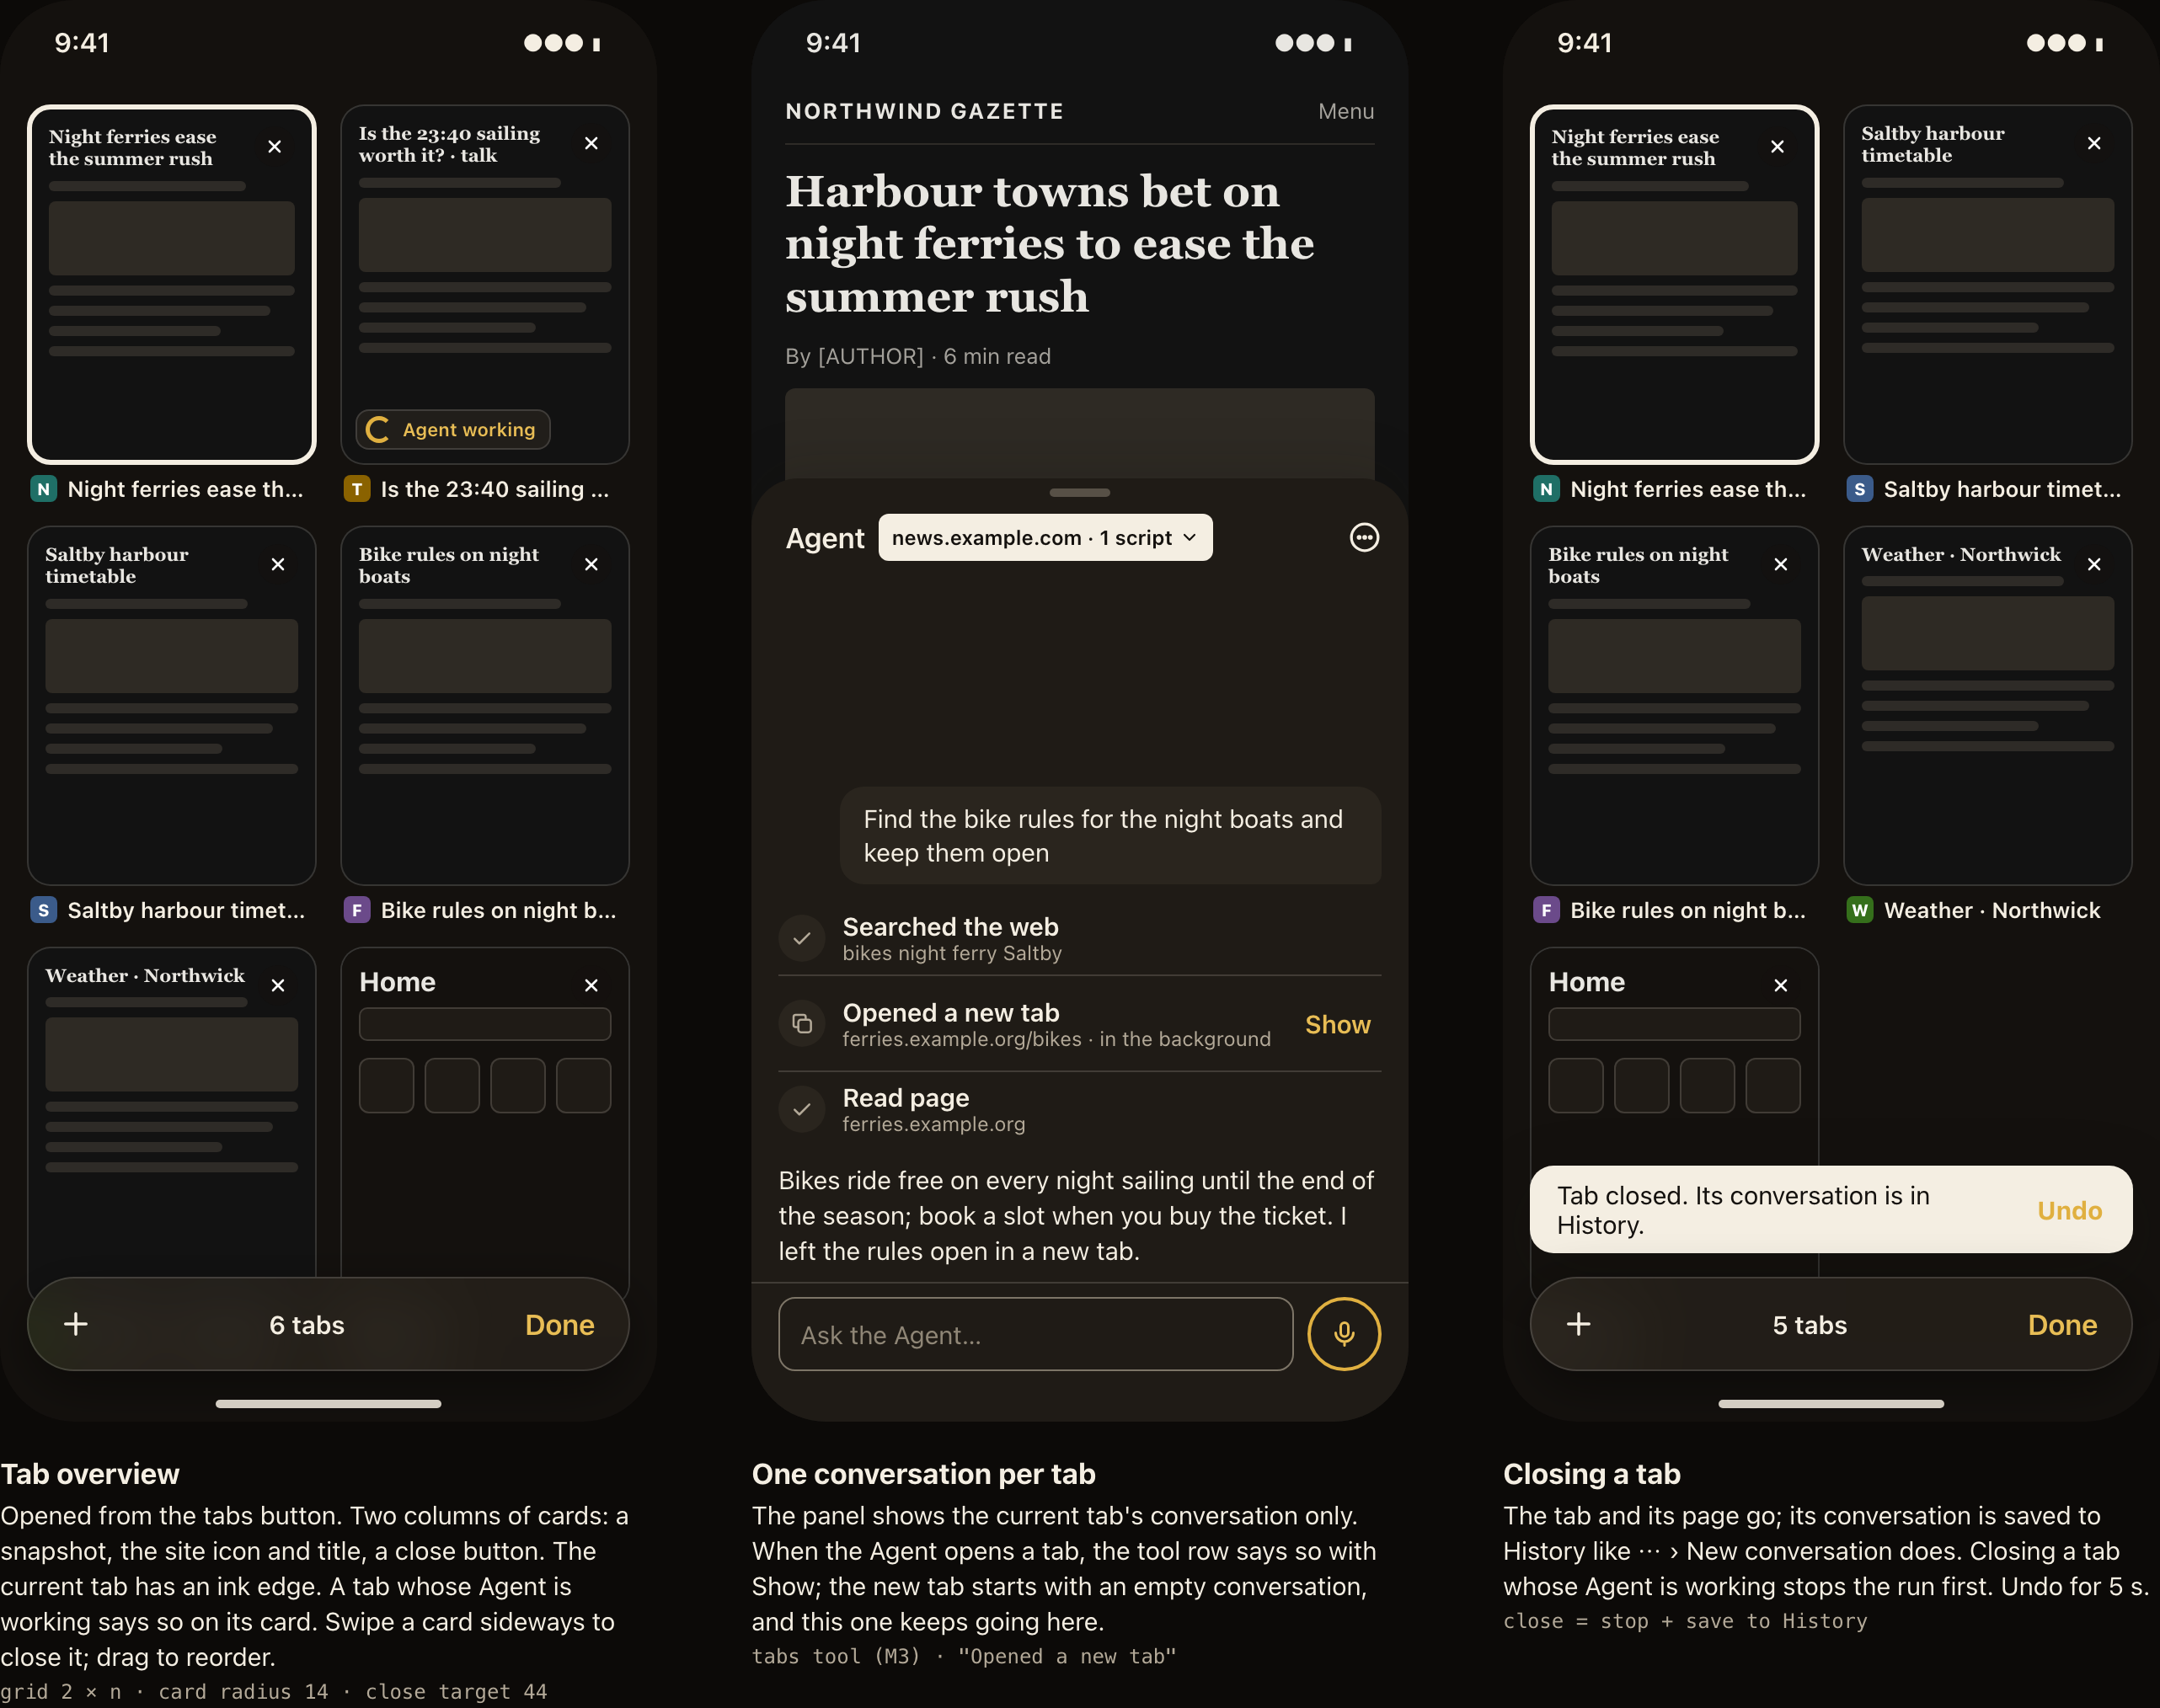 9:41
Night ferries ease
the summer rush
Is the 23:40 sailing
worth it? · talk
Agent working
N Night ferries ease th...
T Is the 23:40 sailing ...
Saltby harbour
timetable
Bike rules on night
boats
S Saltby harbour timet...
F Bike rules on night b...
Weather · Northwick
Home
6 tabs
Done
Tab overview
Opened from the tabs button. Two columns of cards: a
snapshot, the site icon and title, a close button. The
current tab has an ink edge. A tab whose Agent is
working says so on its card. Swipe a card sideways to
close it; drag to reorder.
grid 2 × n · card radius 14 · close target 44
9:41
NORTHWIND GAZETTE
Menu
Harbour towns bet on
night ferries to ease the
summer rush
By [AUTHOR] · 6 min read
Agent
news.example.com · 1 script
Find the bike rules for the night boats and
keep them open
Searched the web
bikes night ferry Saltby
Opened a new tab
ferries.example.org/bikes · in the background
Show
Read page
ferries.example.org
Bikes ride free on every night sailing until the end of
the season; book a slot when you buy the ticket. I
left the rules open in a new tab.
Ask the Agent...
One conversation per tab
The panel shows the current tab's conversation only.
When the Agent opens a tab, the tool row says so with
Show; the new tab starts with an empty conversation,
and this one keeps going here.
tabs tool (M3) · "Opened a new tab"
9:41
Night ferries ease
the summer rush
Saltby harbour
timetable
N Night ferries ease th...
S Saltby harbour timet...
Bike rules on night
boats
Weather · Northwick
F Bike rules on night b...
W Weather · Northwick
Home
Tab closed. Its conversation is in
History.
Undo
5 tabs
Done
Closing a tab
The tab and its page go; its conversation is saved to
History like ··· › New conversation does. Closing a tab
whose Agent is working stops the run first. Undo for 5 s.
close = stop + save to History